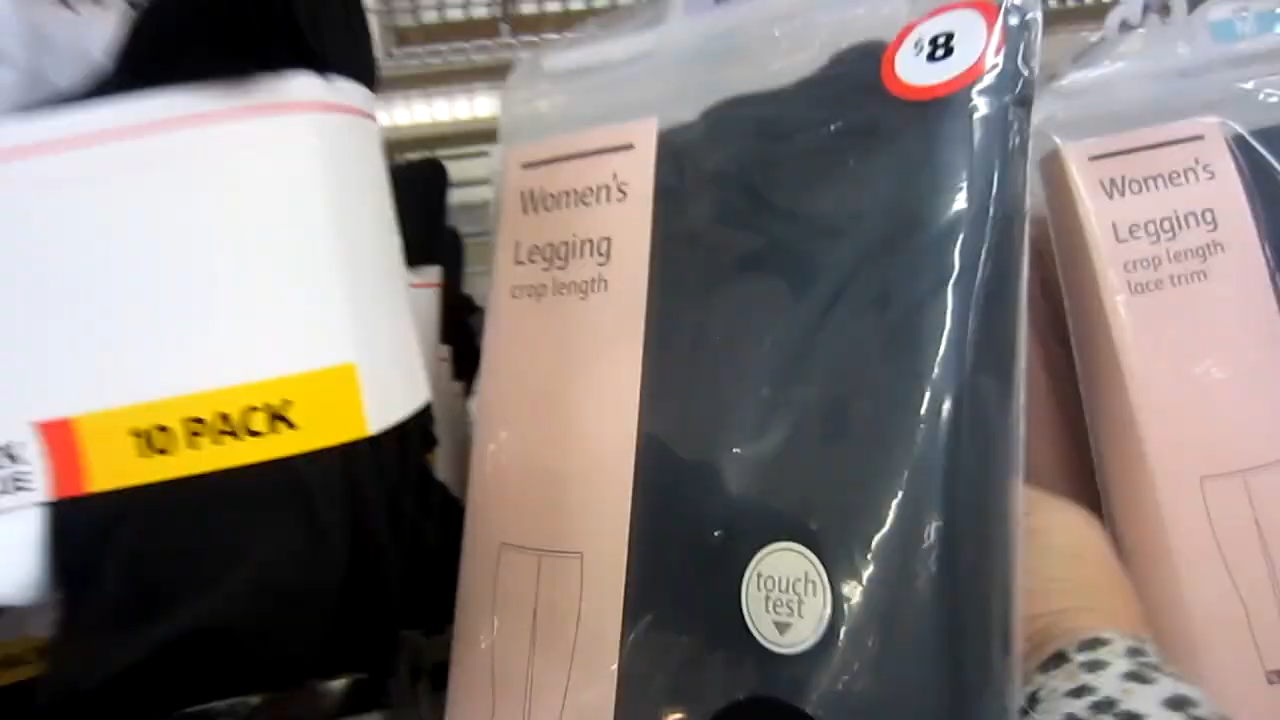 10 PACK
Women's
Legging
crop length
$8
touch
test
Women's
Legging
crop length
lace trim